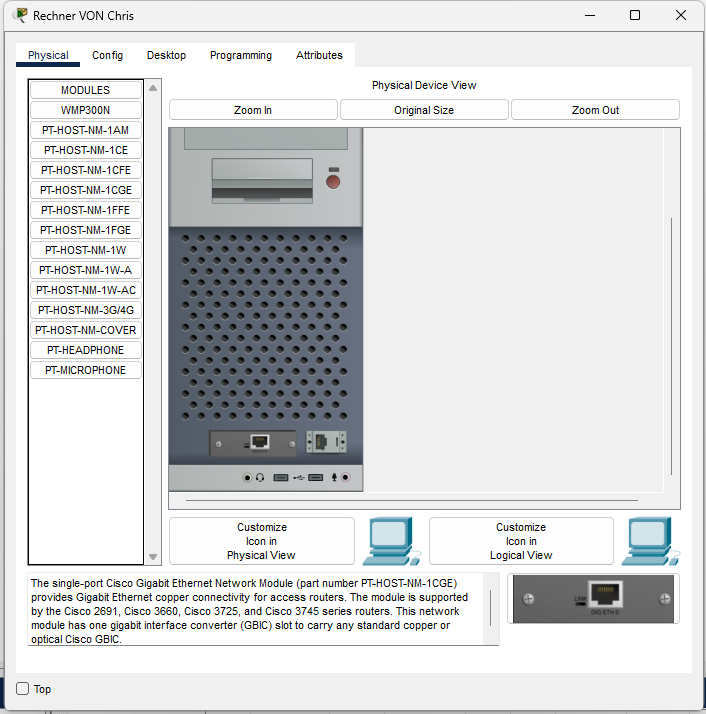 Rechner VON Chris
Physical Config Desktop Programming Attributes
MODULES
WMP300N
PT-HOST-NM-1AM
PT-HOST-NM-1CE
PT-HOST-NM-1CFE
PT-HOST-NM-1CGE
PT-HOST-NM-1FFE
PT-HOST-NM-1FGE
PT-HOST-NM-1W
PT-HOST-NM-1W-A
PT-HOST-NM-1W-AC
PT-HOST-NM-3G/4G
PT-HOST-NM-COVER
PT-HEADPHONE
PT-MICROPHONE
Physical Device View
Zoom In Original Size Zoom Out
Customize
Icon in
Physical View
Customize
Icon in
Logical View
The single-port Cisco Gigabit Ethernet Network Module (part number PT-HOST-NM-1CGE)
provides Gigabit Ethernet copper connectivity for access routers. The module is supported
by the Cisco 2691, Cisco 3660, Cisco 3725, and Cisco 3745 series routers. This network
module has one gigabit interface converter (GBIC) slot to carry any standard copper or
optical Cisco GBIC.
LINK
GIG ETH 0
Top